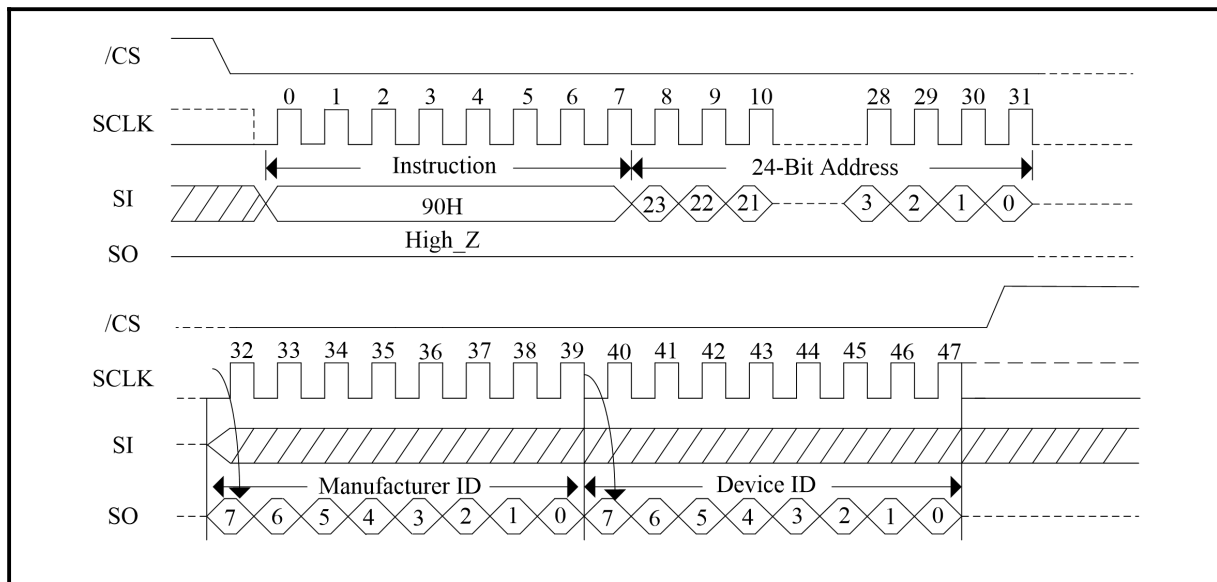 /CS
0 1 2 3 4 5 6 7 8 9 10 28 29 30 31
SCLK
Instruction 24-Bit Address
SI 90H 23 22 21 3 2 1 0
High_Z
SO
/CS
32 33 34 35 36 37 38 39 40 41 42 43 44 45 46 47
SCLK
SI
Manufacturer ID Device ID
SO 7 6 5 4 3 2 1 0 7 6 5 4 3 2 1 0